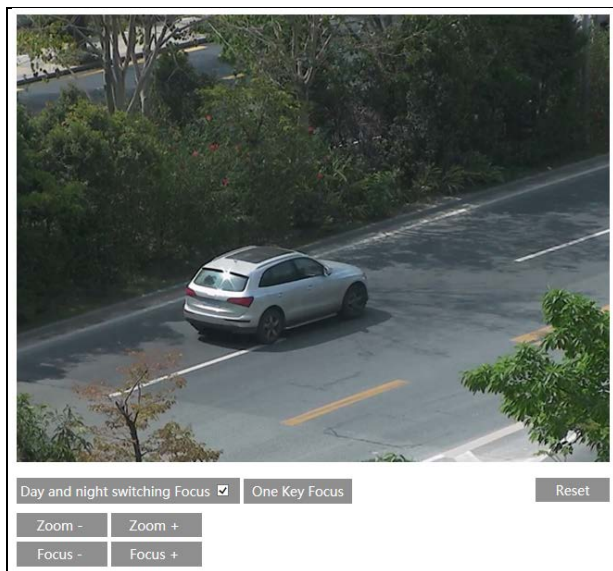 Day and night switching Focus One Key Focus Reset
Zoom - Zoom +
Focus - Focus +